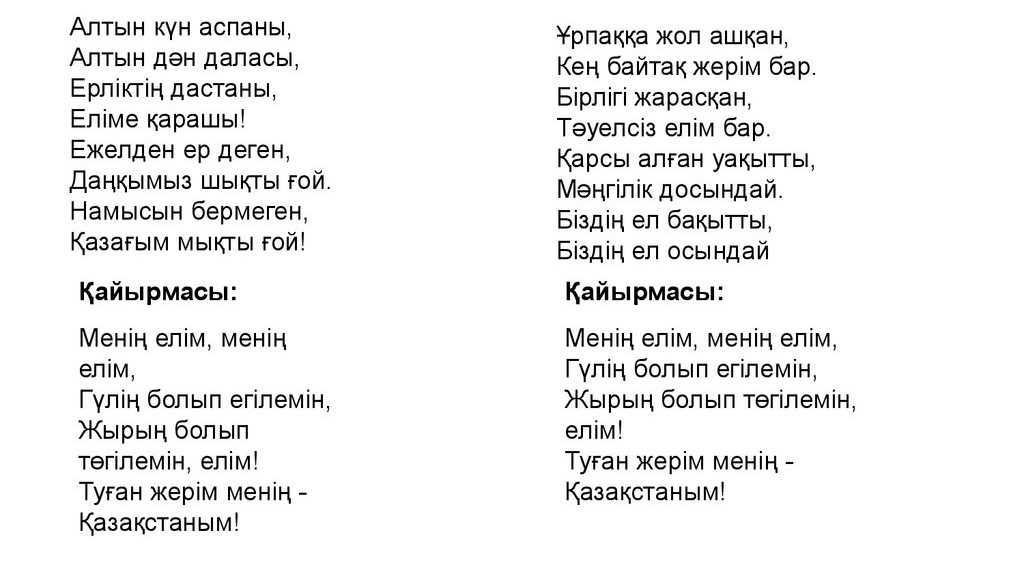 Алтын күн аспаны,
Алтын дән даласы,
Ерліктің дастаны,
Еліме қарашы!
Ежелден ер деген,
Даңқымыз шықты ғой.
Намысын бермеген,
Қазағым мықты ғой!
Қайырмасы:
Менің елім, менің
елім,
Гүлің болып егілемін,
Жырың болып
төгілемін, елім!
Туған жерім менің -
Қазақстаным!
Ұрпаққа жол ашқан,
Кең байтақ жерім бар.
Бірлігі жарасқан,
Тәуелсіз елім бар.
Қарсы алған уақытты,
Мәңгілік досындай.
Біздің ел бақытты,
Біздің ел осындай
Қайырмасы:
Менің елім, менің елім,
Гүлің болып егілемін,
Жырың болып төгілемін,
елім!
Туған жерім менің -
Қазақстаным!